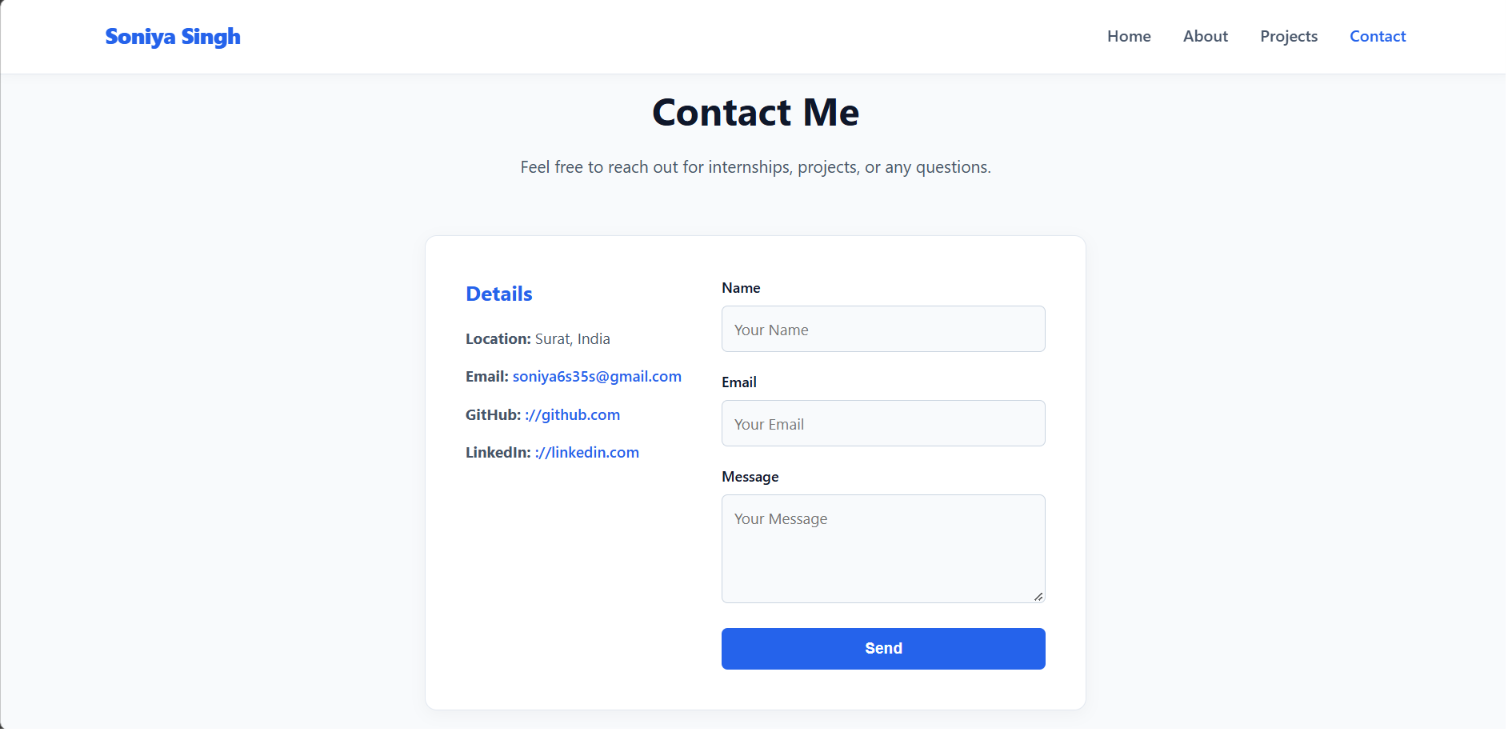 Soniya Singh
Home About Projects Contact
Contact Me
Feel free to reach out for internships, projects, or any questions.
Details
Location: Surat, India
Email: soniya6s35s@gmail.com
GitHub: ://github.com
LinkedIn: ://linkedin.com
Name
Your Name
Email
Your Email
Message
Your Message
Send